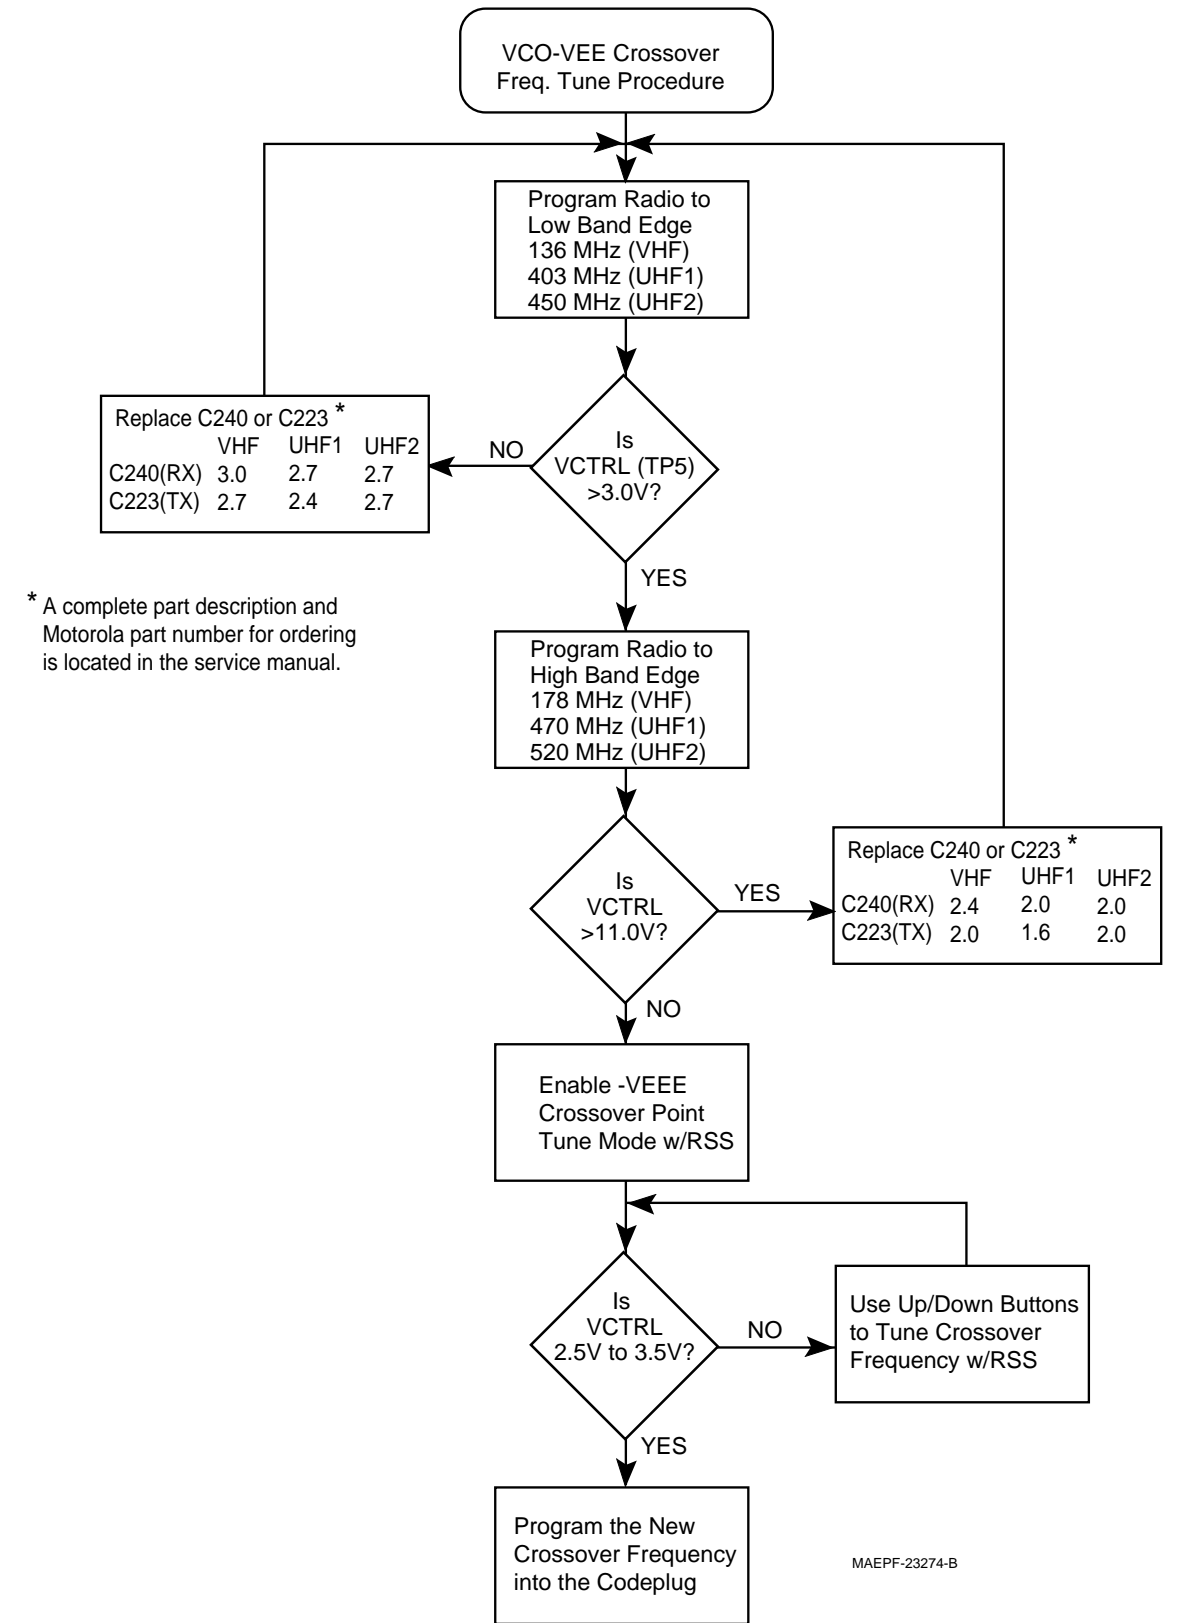 VCO-VEE Crossover
Freq. Tune Procedure
Program Radio to
Low Band Edge
136 MHz (VHF)
403 MHz (UHF1)
450 MHz (UHF2)
Is
VCTRL (TP5)
>3.0V?
NO
Replace C240 or C223 *
VHF UHF1 UHF2
C240(RX) 3.0 2.7 2.7
C223(TX) 2.7 2.4 2.7
* A complete part description and
Motorola part number for ordering
is located in the service manual.
YES
Program Radio to
High Band Edge
178 MHz (VHF)
470 MHz (UHF1)
520 MHz (UHF2)
Is
VCTRL
>11.0V?
YES
Replace C240 or C223 *
VHF UHF1 UHF2
C240(RX) 2.4 2.0 2.0
C223(TX) 2.0 1.6 2.0
NO
Enable -VEEE
Crossover Point
Tune Mode w/RSS
Is
VCTRL
2.5V to 3.5V?
NO
Use Up/Down Buttons
to Tune Crossover
Frequency w/RSS
YES
Program the New
Crossover Frequency
into the Codeplug
MAEPF-23274-B